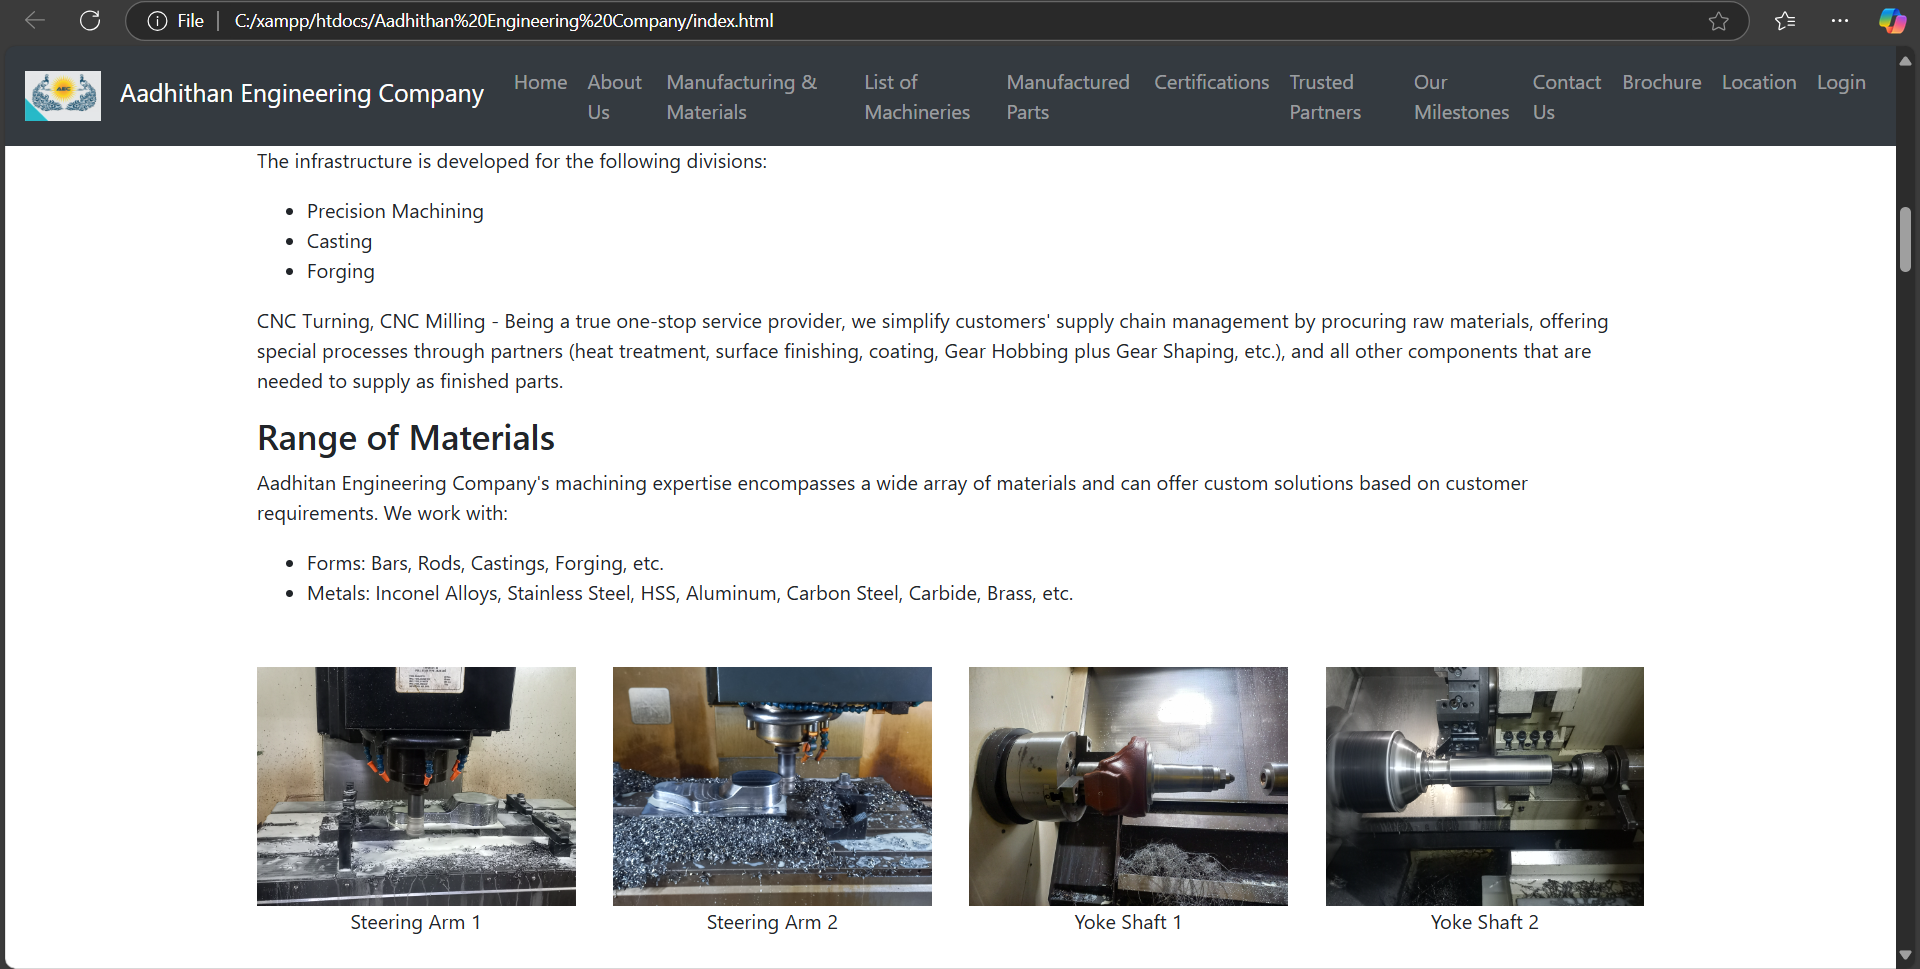 File
C:/xampp/htdocs/Aadhithan%20Engineering%20Company/index.html
AEC
Aadhithan Engineering Company
Home
About
Us
Manufacturing &
Materials
List of
Machineries
Manufactured
Parts
Certifications
Trusted
Partners
Our
Milestones
Contact
Us
Brochure
Location
Login
The infrastructure is developed for the following divisions:
Precision Machining
Casting
Forging
CNC Turning, CNC Milling - Being a true one-stop service provider, we simplify customers' supply chain management by procuring raw materials, offering
special processes through partners (heat treatment, surface finishing, coating, Gear Hobbing plus Gear Shaping, etc.), and all other components that are
needed to supply as finished parts.
Range of Materials
Aadhitan Engineering Company's machining expertise encompasses a wide array of materials and can offer custom solutions based on customer
requirements. We work with:
Forms: Bars, Rods, Castings, Forging, etc.
Metals: Inconel Alloys, Stainless Steel, HSS, Aluminum, Carbon Steel, Carbide, Brass, etc.
Steering Arm 1
Steering Arm 2
Yoke Shaft 1
Yoke Shaft 2